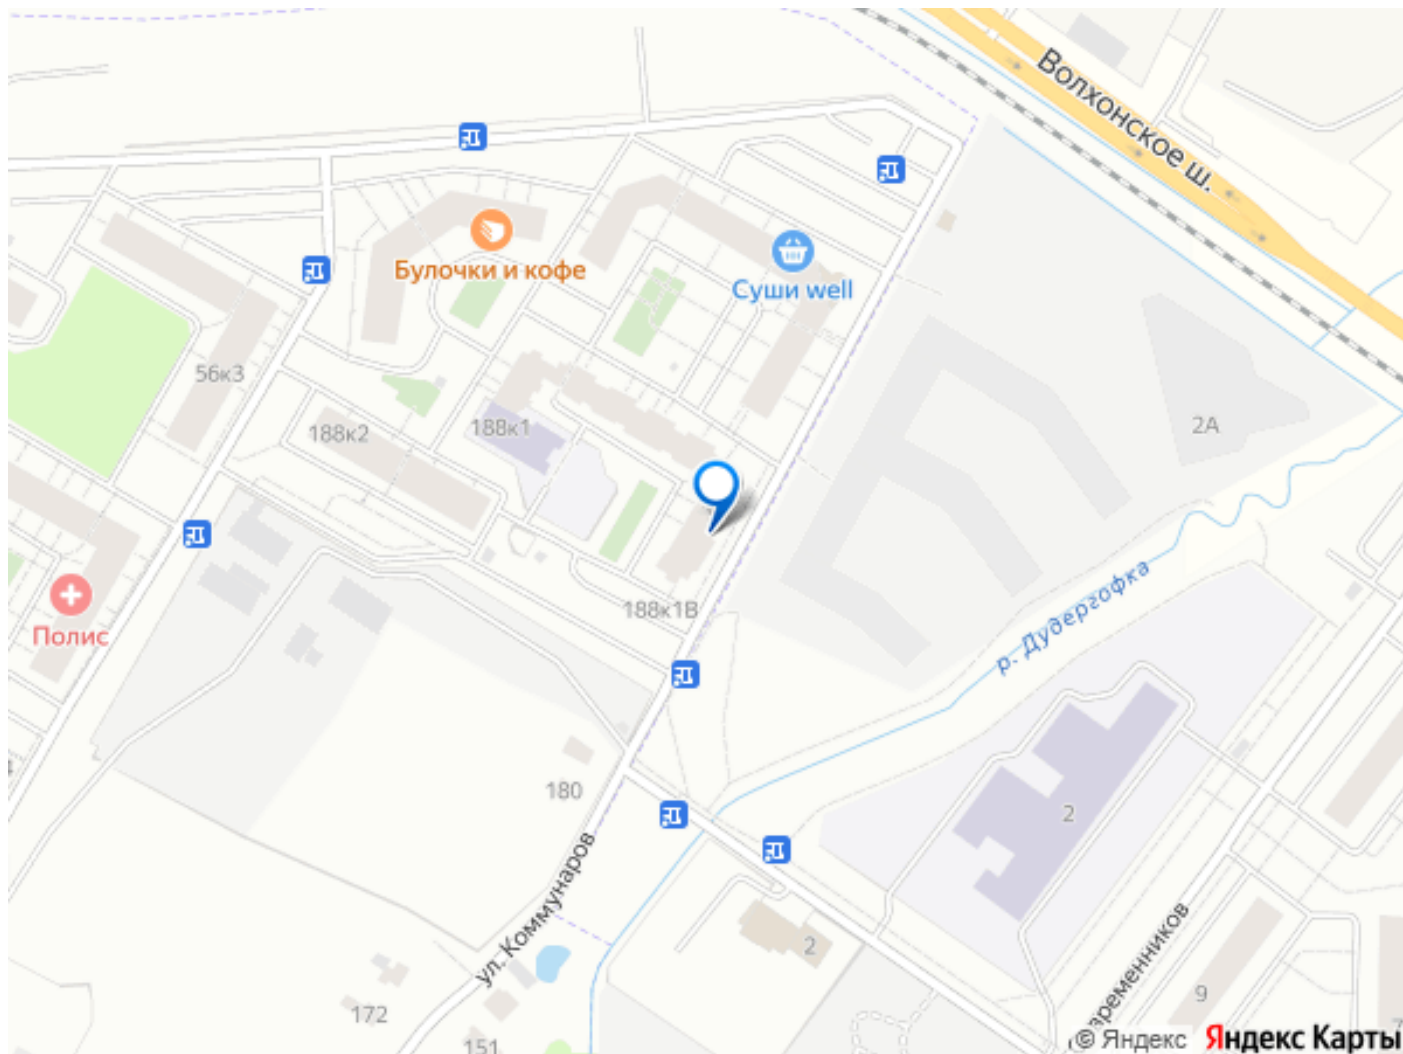 Волхонское ш.
Булочки и кофе
Суши well
56к3
188к2
188к1
2А
188к1В
р. Дудергофка
Полис
180
2
ул. Коммунаров
2
9
172
151
© Яндекс Яндекс Карты